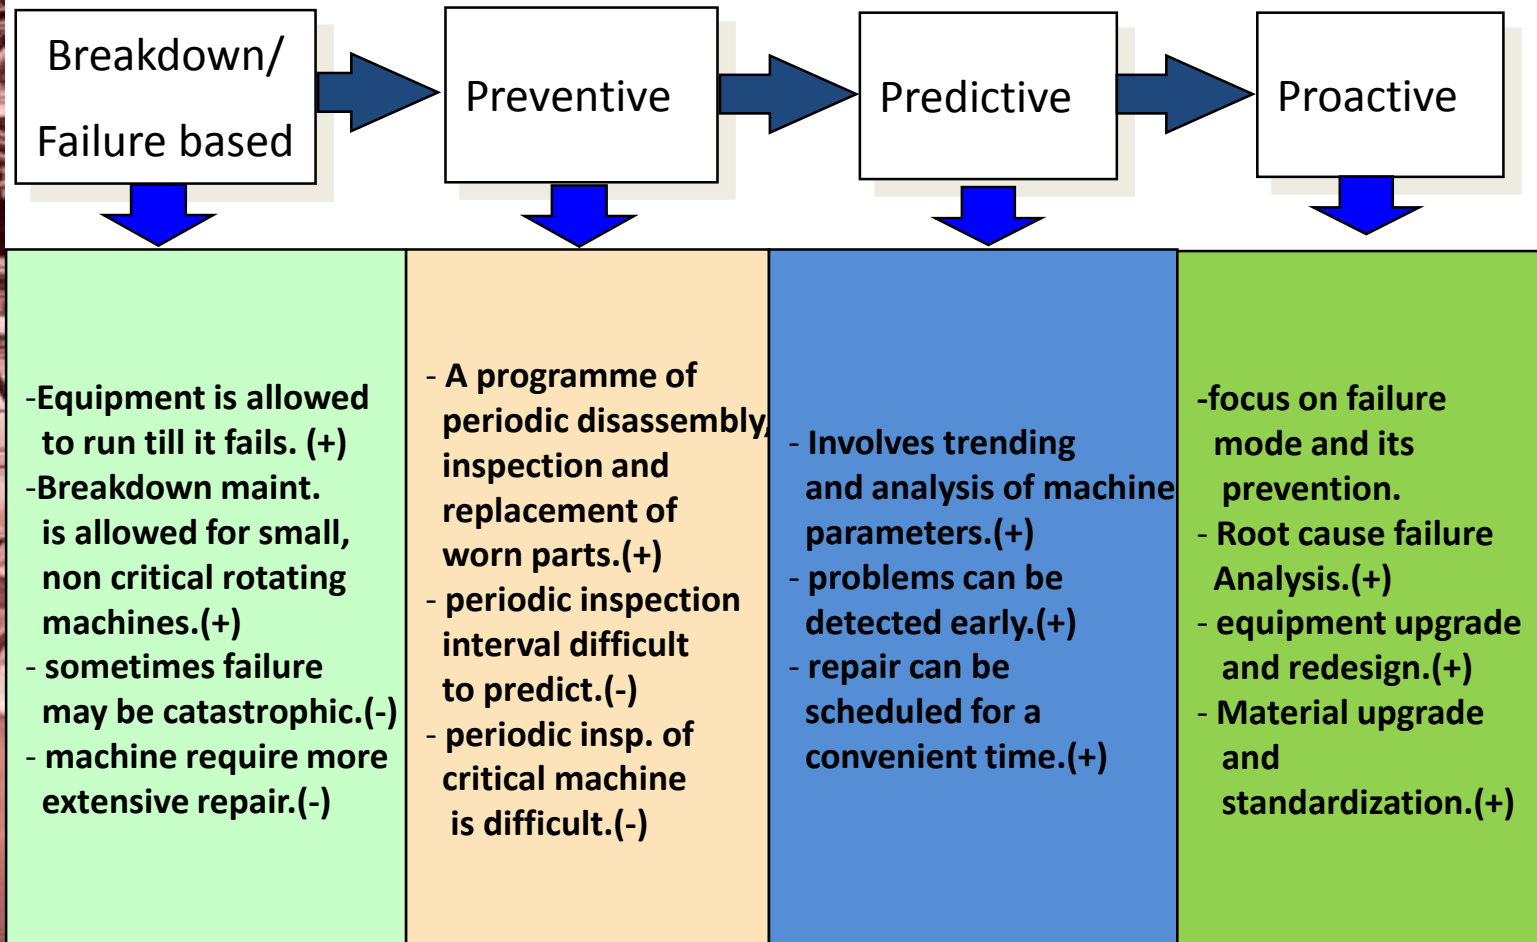 Breakdown/
Failure based
Preventive
Predictive
Proactive
-Equipment is allowed
to run till it fails. (+)
-Breakdown maint.
is allowed for small,
non critical rotating
machines.(+)
- sometimes failure
may be catastrophic.(-)
- machine require more
extensive repair.(-)
- A programme of
periodic disassembly,
inspection and
replacement of
worn parts.(+)
- periodic inspection
interval difficult
to predict.(-)
- periodic insp. of
critical machine
is difficult.(-)
- Involves trending
and analysis of machine
parameters.(+)
- problems can be
detected early.(+)
- repair can be
scheduled for a
convenient time.(+)
-focus on failure
mode and its
prevention.
- Root cause failure
Analysis.(+)
- equipment upgrade
and redesign.(+)
- Material upgrade
and
standardization.(+)